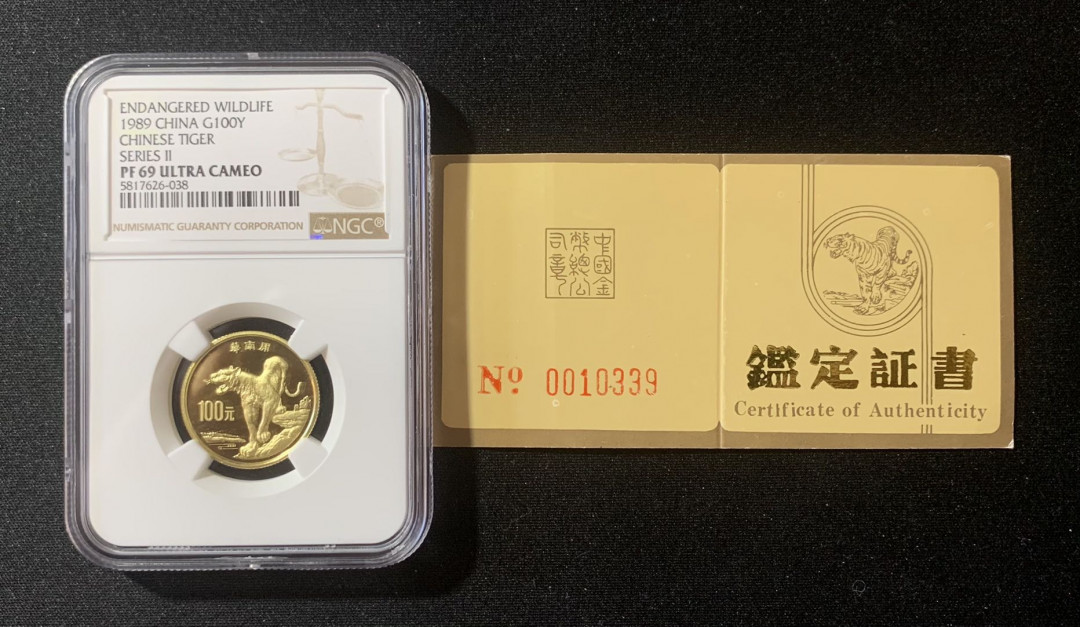 ENDANGERED WILDLIFE
1989 CHINA G100Y
CHINESE TIGER
SERIES II
PF 69 ULTRA CAMEO
5817626-038
NUMISMATIC GUARANTY CORPORATION
NGC®
華南虎
100元
中國金
幣總公
司章
Nº 0010339
鑑定証書
Certificate of Authenticity